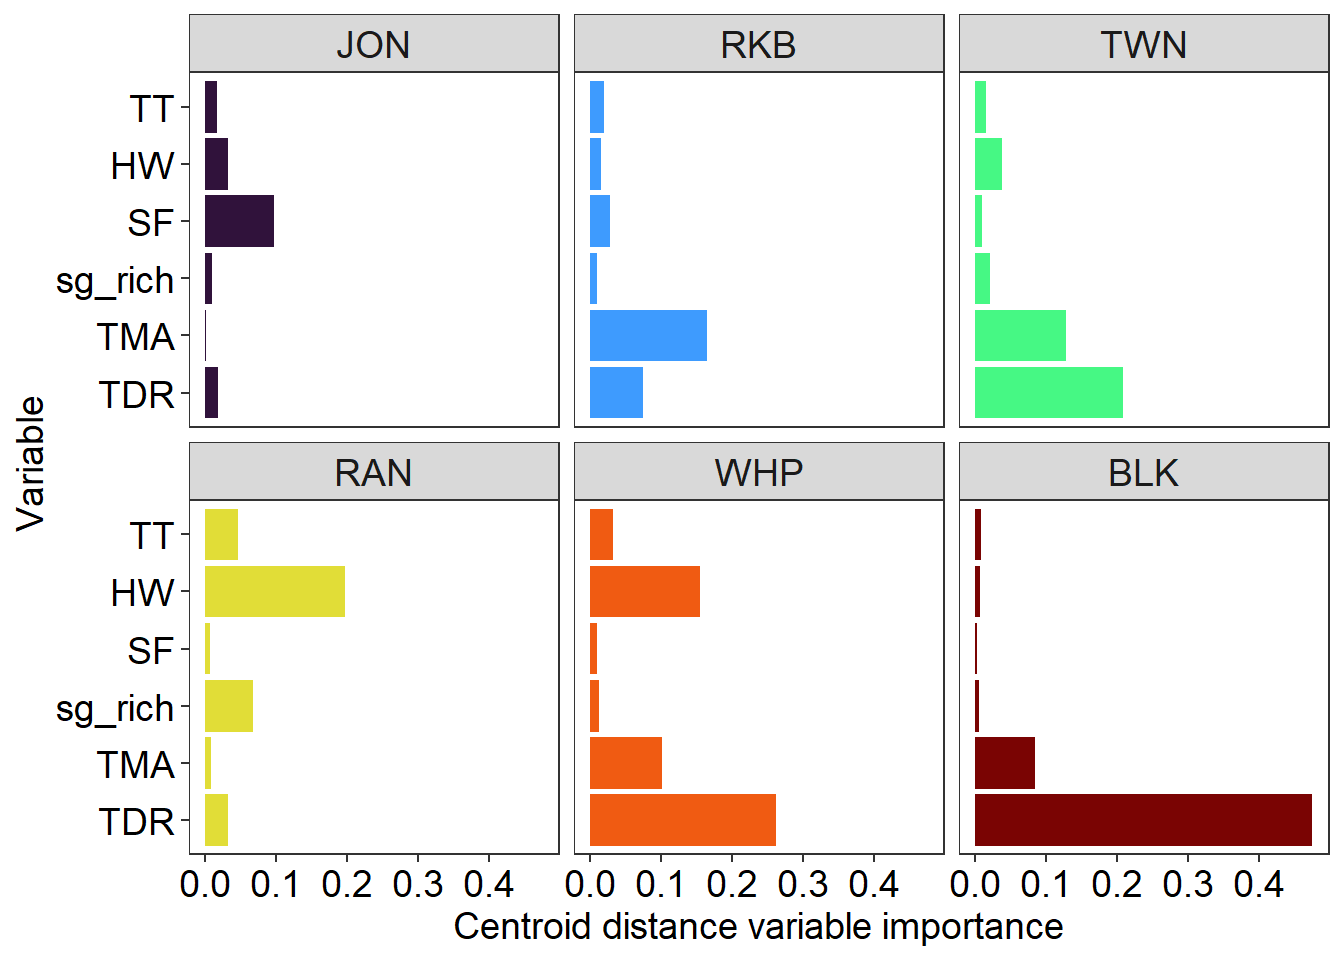 JON
RKB
TWN
TT
HW
SF
sg_rich
TMA
TDR
Variable
RAN
WHP
BLK
TT
HW
SF
sg_rich
TMA
TDR
0.0 0.1 0.2 0.3 0.4
0.0 0.1 0.2 0.3 0.4
0.0 0.1 0.2 0.3 0.4
Centroid distance variable importance